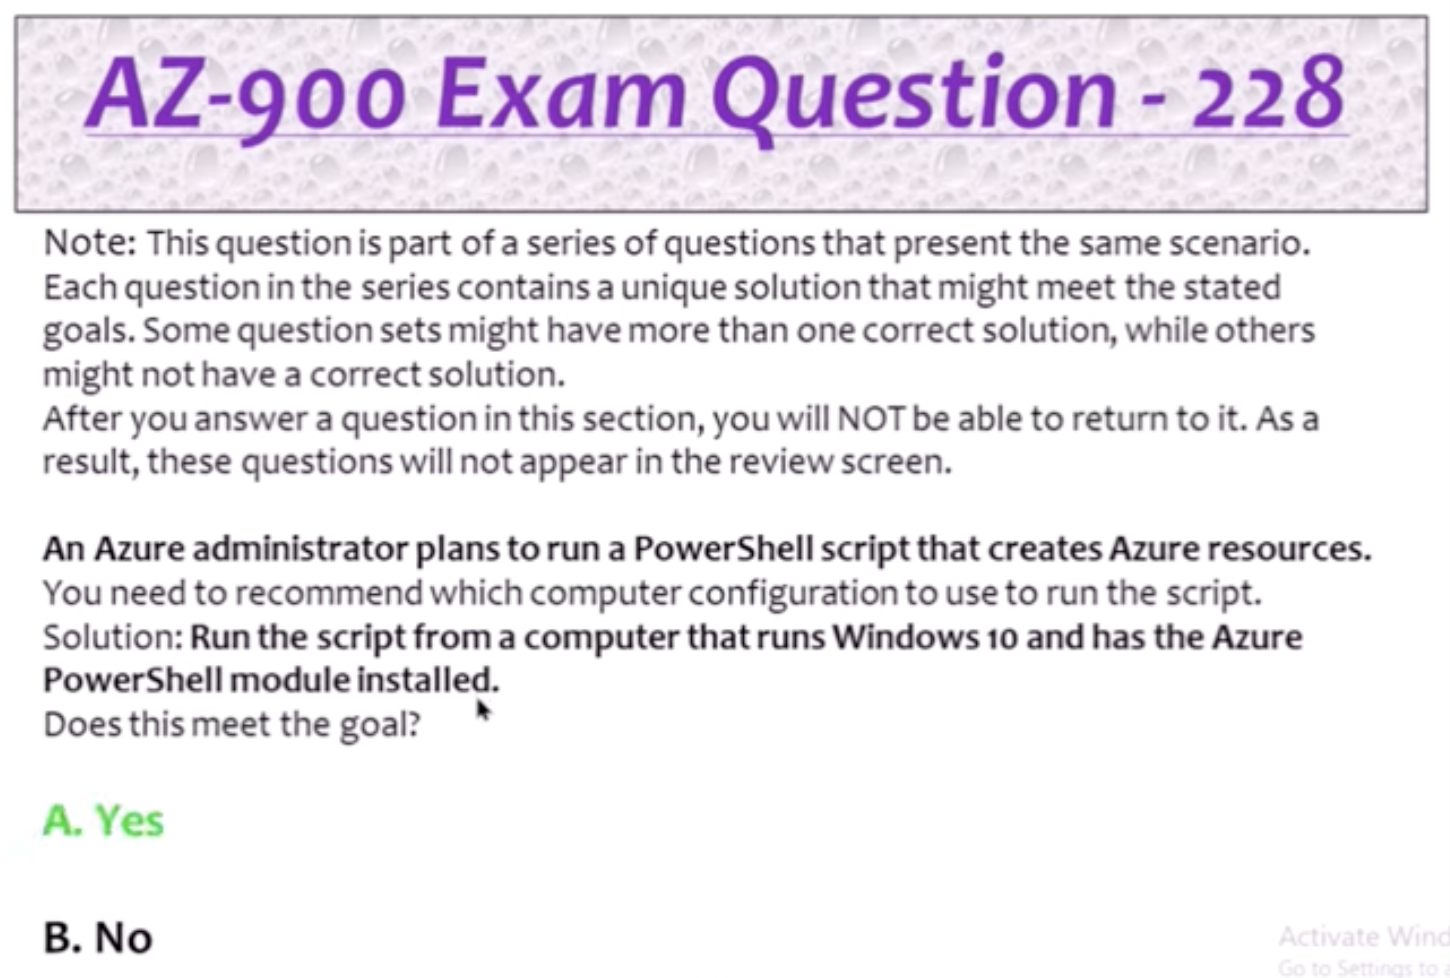 AZ-900 Exam Question - 228
Note: This question is part of a series of questions that present the same scenario.
Each question in the series contains a unique solution that might meet the stated
goals. Some question sets might have more than one correct solution, while others
might not have a correct solution.
After you answer a question in this section, you will NOT be able to return to it. As a
result, these questions will not appear in the review screen.
An Azure administrator plans to run a PowerShell script that creates Azure resources.
You need to recommend which computer configuration to use to run the script.
Solution: Run the script from a computer that runs Windows 10 and has the Azure
PowerShell module installed.
Does this meet the goal?
A. Yes
B. No
Activate Wind
Go to Settings to a